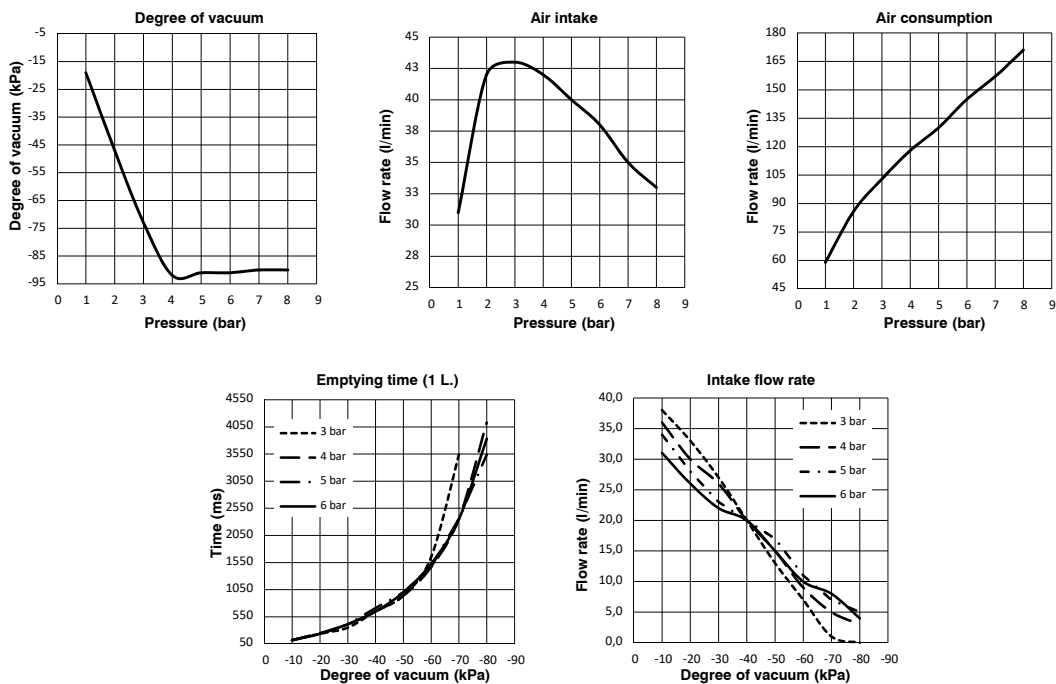 Degree of vacuum
-5
-15
-25
-35
-45
-55
-65
-75
-85
-95
Degree of vacuum (kPa)
0 1 2 3 4 5 6 7 8 9
Pressure (bar)
Air intake
45
43
40
38
35
33
30
28
25
Flow rate (l/min)
0 1 2 3 4 5 6 7 8 9
Pressure (bar)
Air consumption
180
165
150
135
120
105
90
75
60
45
Flow rate (l/min)
0 1 2 3 4 5 6 7 8 9
Pressure (bar)
Emptying time (1 L.)
4550
4050
3550
3050
2550
2050
1550
1050
550
50
Time (ms)
3 bar
4 bar
5 bar
6 bar
0 -10 -20 -30 -40 -50 -60 -70 -80 -90
Degree of vacuum (kPa)
Intake flow rate
40,0
35,0
30,0
25,0
20,0
15,0
10,0
5,0
0,0
Flow rate (l/min)
3 bar
4 bar
5 bar
6 bar
0 -10 -20 -30 -40 -50 -60 -70 -80 -90
Degree of vacuum (kPa)